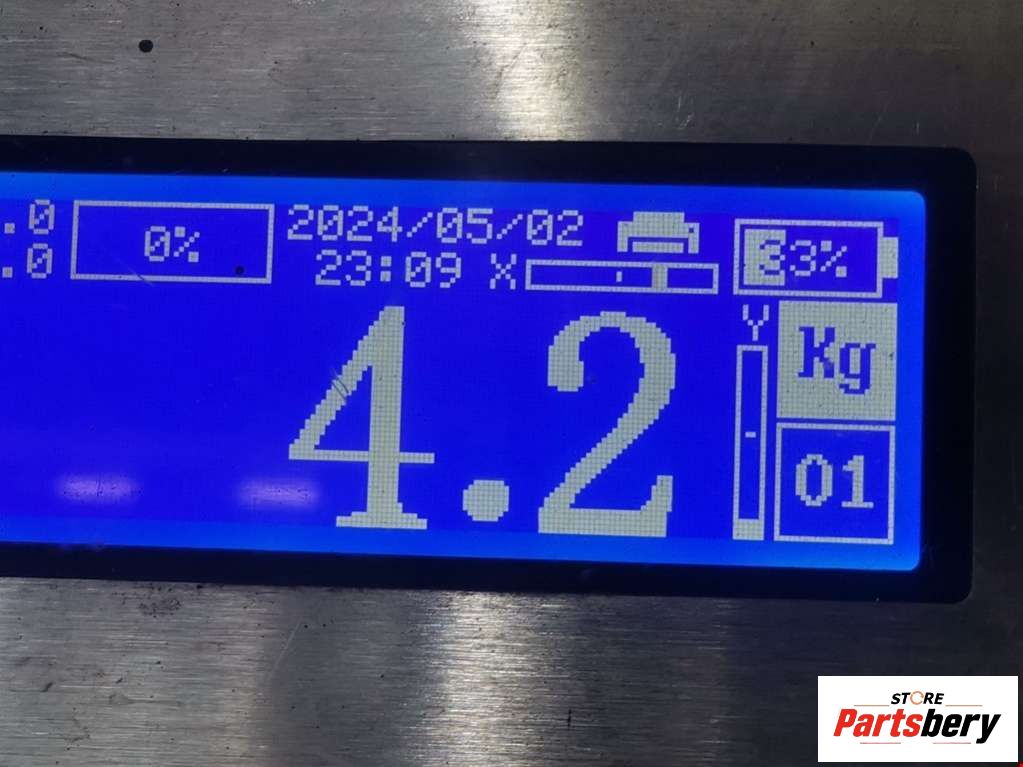 .0
.0
0%
2024/05/02
23:09 X
33%
4.2
Y
Kg
01
STORE
Partsbery